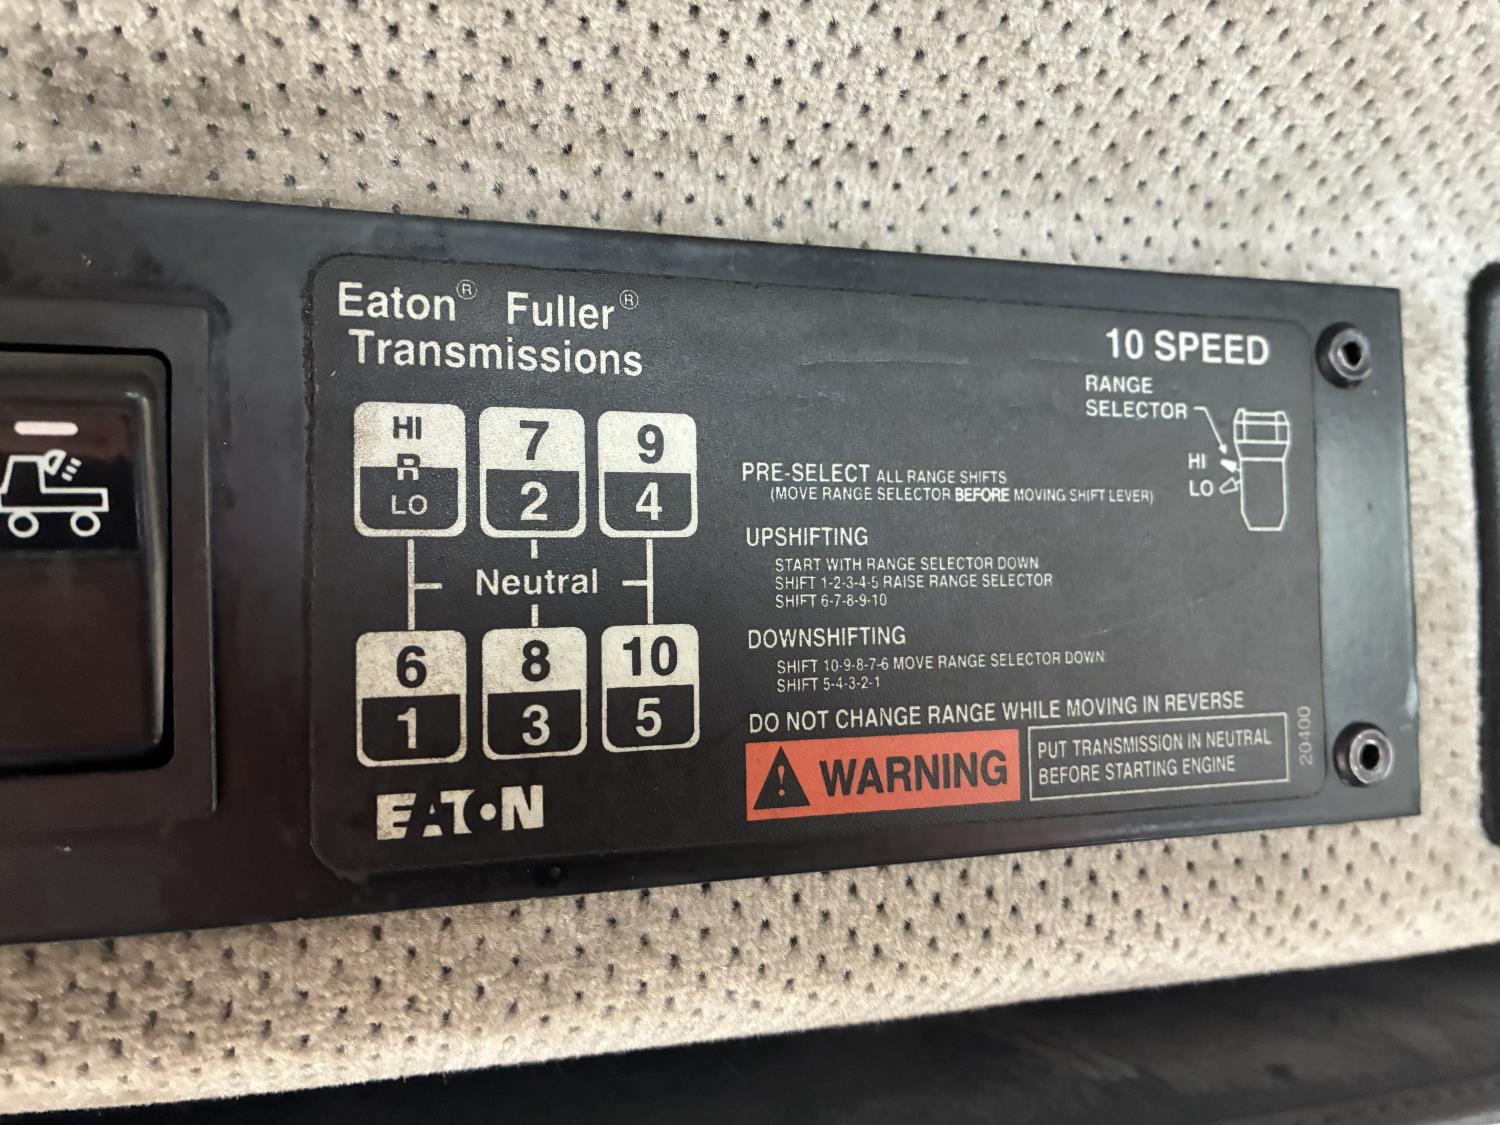 Eaton® Fuller®
Transmissions
10 SPEED
RANGE
SELECTOR
HI
LO
HI
R
LO
7
2
9
4
Neutral
6
1
8
3
10
5
EATON
PRE-SELECT ALL RANGE SHIFTS
(MOVE RANGE SELECTOR BEFORE MOVING SHIFT LEVER)
UPSHIFTING
START WITH RANGE SELECTOR DOWN
SHIFT 1-2-3-4-5 RAISE RANGE SELECTOR
SHIFT 6-7-8-9-10
DOWNSHIFTING
SHIFT 10-9-8-7-6 MOVE RANGE SELECTOR DOWN
SHIFT 5-4-3-2-1
DO NOT CHANGE RANGE WHILE MOVING IN REVERSE
WARNING
PUT TRANSMISSION IN NEUTRAL
BEFORE STARTING ENGINE
20400